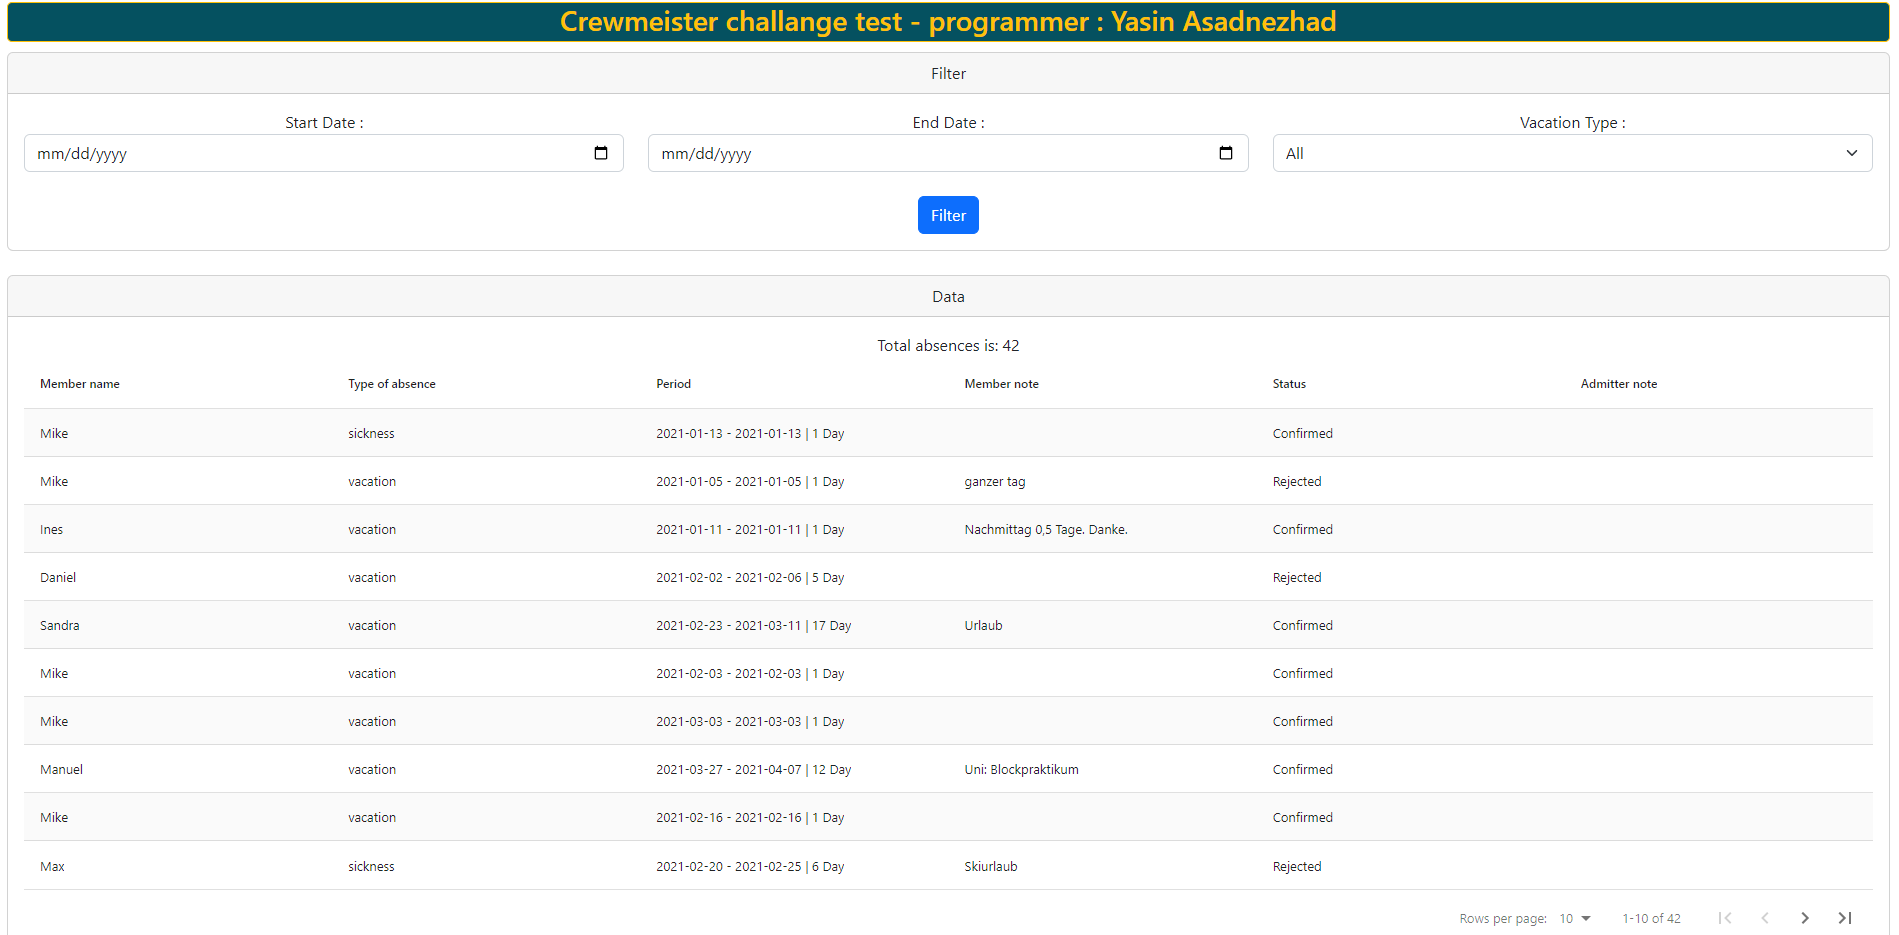 Crewmeister challange test - programmer : Yasin Asadnezhad
Filter
Start Date :
End Date :
Vacation Type :
mm/dd/yyyy
mm/dd/yyyy
All
Filter
Data
Total absences is: 42
Member name Type of absence Period Member note Status Admitter note
Mike sickness 2021-01-13 - 2021-01-13 | 1 Day Confirmed
Mike vacation 2021-01-05 - 2021-01-05 | 1 Day ganzer tag Rejected
Ines vacation 2021-01-11 - 2021-01-11 | 1 Day Nachmittag 0,5 Tage. Danke. Confirmed
Daniel vacation 2021-02-02 - 2021-02-06 | 5 Day Rejected
Sandra vacation 2021-02-23 - 2021-03-11 | 17 Day Urlaub Confirmed
Mike vacation 2021-02-03 - 2021-02-03 | 1 Day Confirmed
Mike vacation 2021-03-03 - 2021-03-03 | 1 Day Confirmed
Manuel vacation 2021-03-27 - 2021-04-07 | 12 Day Uni: Blockpraktikum Confirmed
Mike vacation 2021-02-16 - 2021-02-16 | 1 Day Confirmed
Max sickness 2021-02-20 - 2021-02-25 | 6 Day Skiurlaub Rejected
Rows per page: 10 1-10 of 42